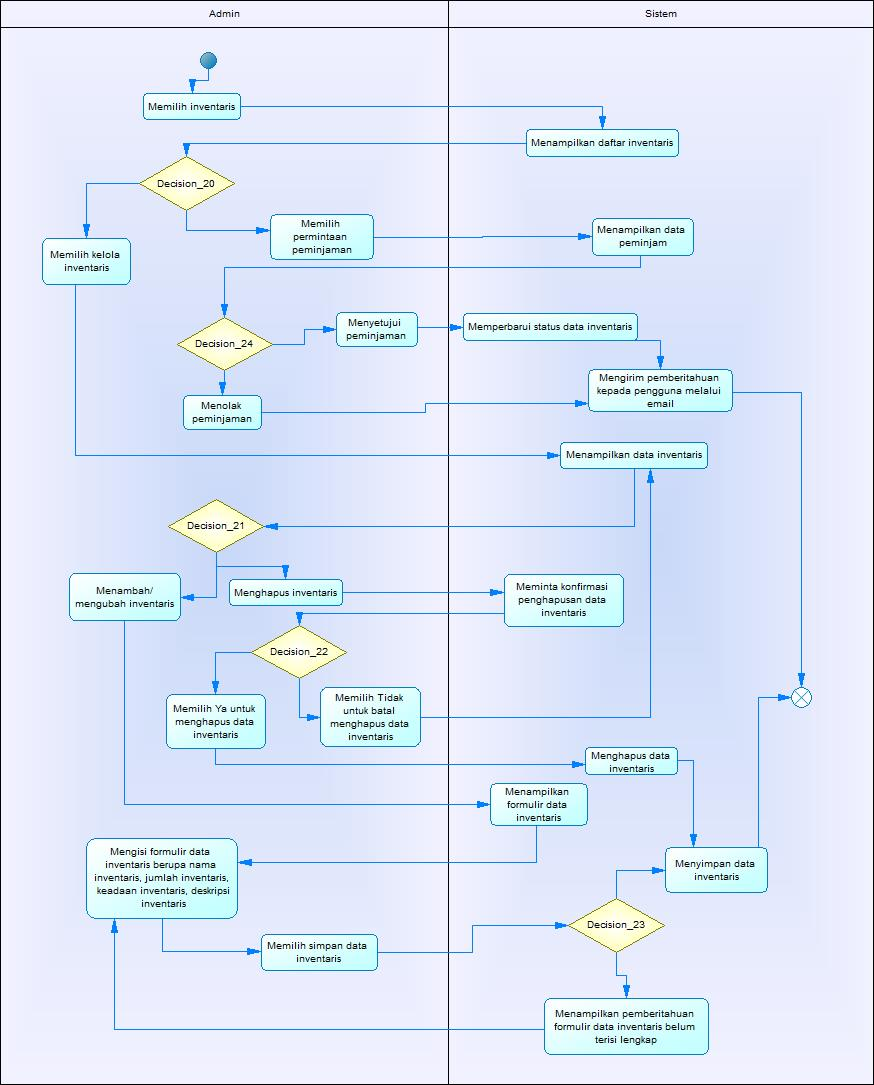 Admin
Sistem
Memilih inventaris
Menampilkan daftar inventaris
Decision_20
Memilih
permintaan
peminjaman
Menampilkan data
peminjam
Memilih kelola
inventaris
Menyetujui
peminjaman
Memperbarui status data inventaris
Decision_24
Mengirim pemberitahuan
kepada pengguna melalui
email
Menolak
peminjaman
Menampilkan data inventaris
Decision_21
Menambah/
mengubah inventaris
Menghapus inventaris
Meminta konfirmasi
penghapusan data
inventaris
Decision_22
Memilih Ya untuk
menghapus data
inventaris
Memilih Tidak
untuk batal
menghapus data
inventaris
Menghapus data
inventaris
Menampilkan
formulir data
inventaris
Mengisi formulir data
inventaris berupa nama
inventaris, jumlah inventaris,
keadaan inventaris, deskripsi
inventaris
Menyimpan data
inventaris
Decision_23
Memilih simpan data
inventaris
Menampilkan pemberitahuan
formulir data inventaris belum
terisi lengkap